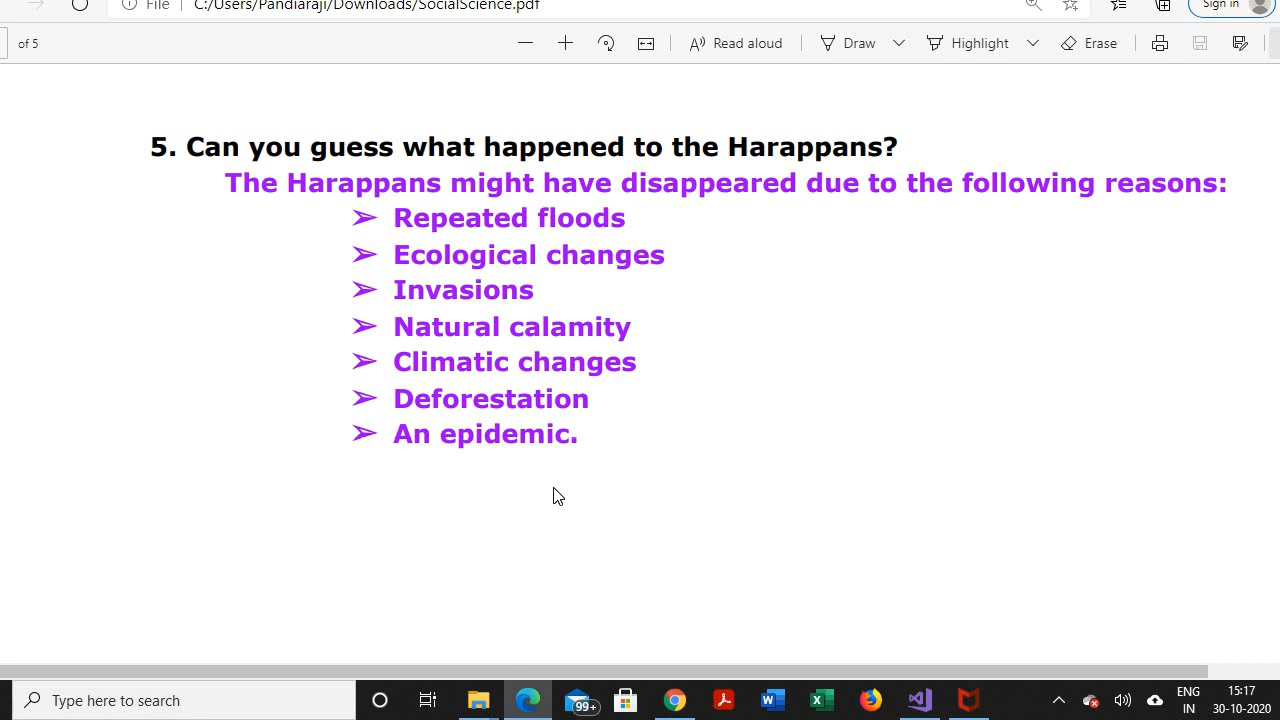 File
C:/Users/Pandiaraji/Downloads/SocialScience.pdf
Sign in
of 5
Read aloud
Draw
Highlight
Erase
5. Can you guess what happened to the Harappans?
The Harappans might have disappeared due to the following reasons:
➢ Repeated floods
➢ Ecological changes
➢ Invasions
➢ Natural calamity
➢ Climatic changes
➢ Deforestation
➢ An epidemic.
Type here to search
99+
ENG
IN
15:17
30-10-2020